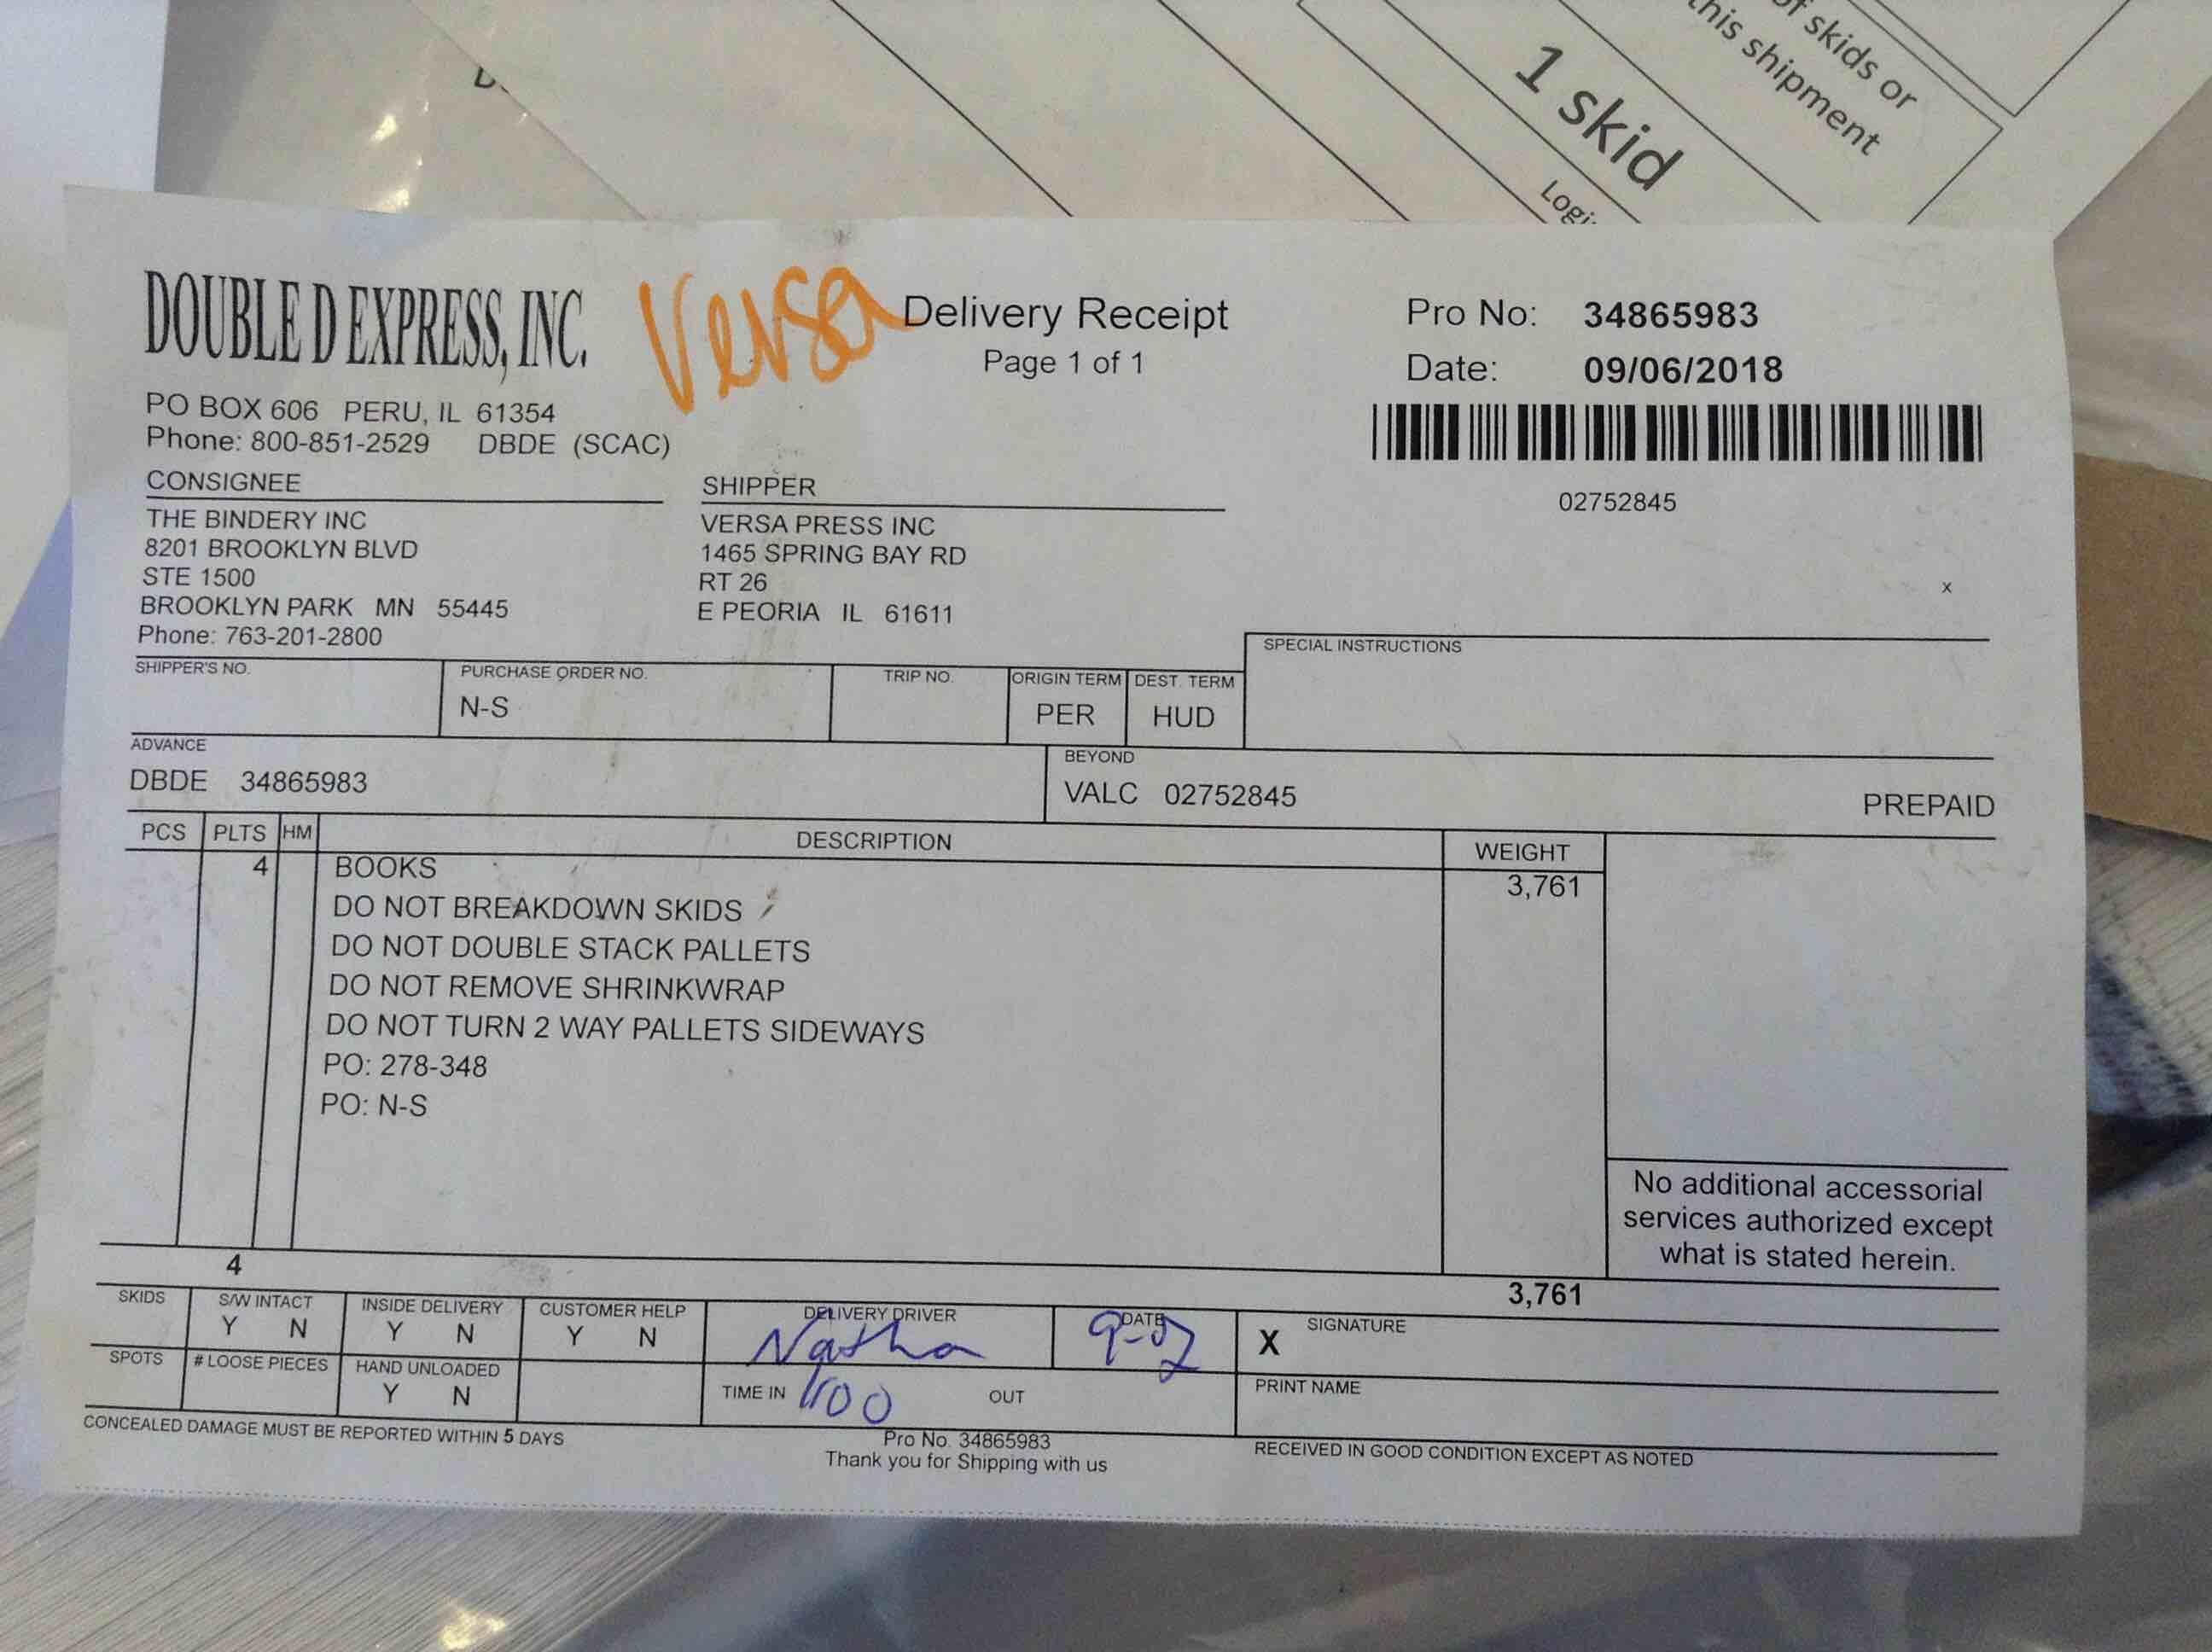 of skids or
this shipment
1 skid
DOUBLE D EXPRESS, INC.
Versa
Delivery Receipt
Page 1 of 1
Pro No: 34865983
Date: 09/06/2018
PO BOX 606 PERU, IL 61354
Phone: 800-851-2529 DBDE (SCAC)
02752845
CONSIGNEE
THE BINDERY INC
8201 BROOKLYN BLVD
STE 1500
BROOKLYN PARK MN 55445
Phone: 763-201-2800
SHIPPER
VERSA PRESS INC
1465 SPRING BAY RD
RT 26
E PEORIA IL 61611
x
SPECIAL INSTRUCTIONS
SHIPPER'S NO. PURCHASE ORDER NO. TRIP NO. ORIGIN TERM DEST. TERM
N-S PER HUD
ADVANCE BEYOND
DBDE 34865983 VALC 02752845 PREPAID
PCS PLTS HM DESCRIPTION WEIGHT
4 BOOKS 3,761
DO NOT BREAKDOWN SKIDS
DO NOT DOUBLE STACK PALLETS
DO NOT REMOVE SHRINKWRAP
DO NOT TURN 2 WAY PALLETS SIDEWAYS
PO: 278-348
PO: N-S
No additional accessorial
services authorized except
what is stated herein.
4 3,761
SKIDS S/W INTACT INSIDE DELIVERY CUSTOMER HELP DELIVERY DRIVER DATE SIGNATURE
Y N Y N Y N Natha X
SPOTS # LOOSE PIECES HAND UNLOADED TIME IN OUT PRINT NAME
Y N
CONCEALED DAMAGE MUST BE REPORTED WITHIN 5 DAYS
Pro No. 34865983
Thank you for Shipping with us
RECEIVED IN GOOD CONDITION EXCEPT AS NOTED